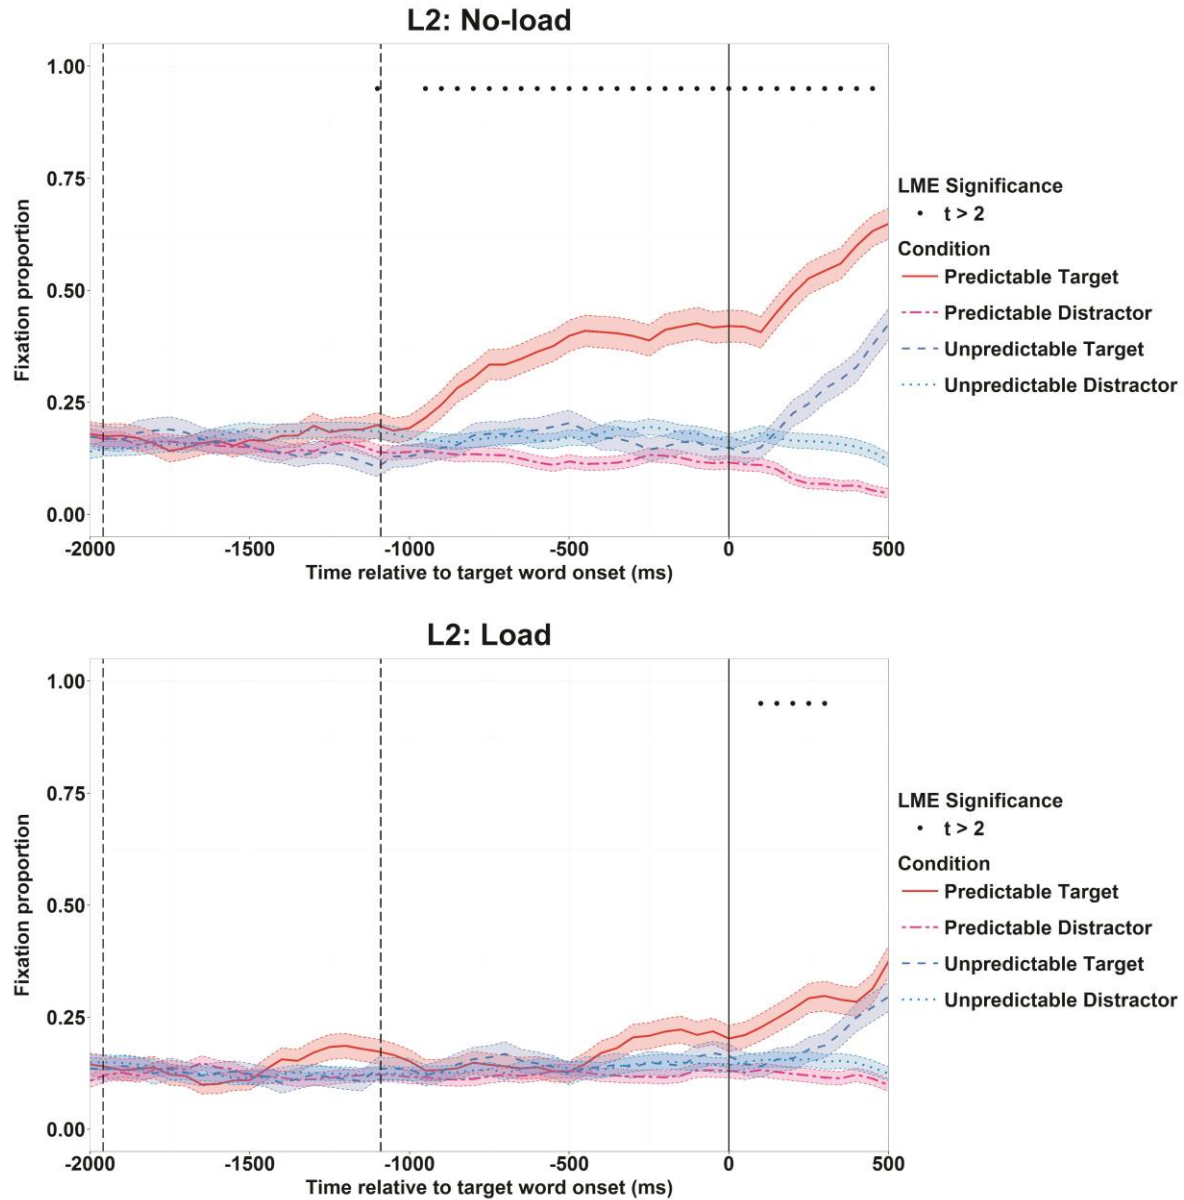 L2: No-load
1.00
0.75
0.50
0.25
0.00
Fixation proportion
-2000 -1500 -1000 -500 0 500
Time relative to target word onset (ms)
LME Significance
t > 2
Condition
Predictable Target
Predictable Distractor
Unpredictable Target
Unpredictable Distractor
L2: Load
1.00
0.75
0.50
0.25
0.00
Fixation proportion
-2000 -1500 -1000 -500 0 500
Time relative to target word onset (ms)
LME Significance
t > 2
Condition
Predictable Target
Predictable Distractor
Unpredictable Target
Unpredictable Distractor